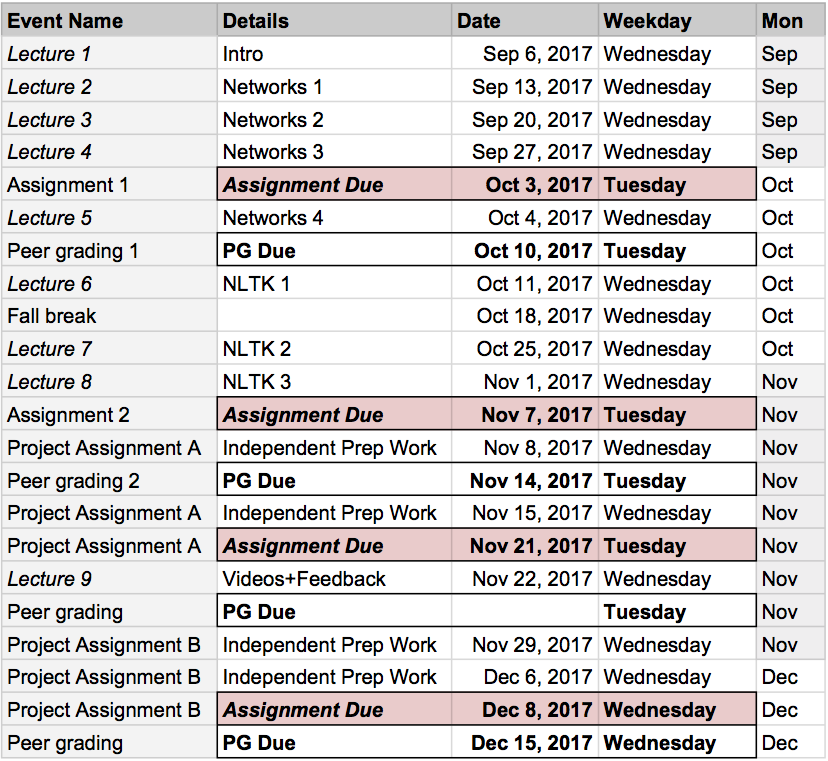 Event Name Details Date Weekday Mon
Lecture 1 Intro Sep 6, 2017 Wednesday Sep
Lecture 2 Networks 1 Sep 13, 2017 Wednesday Sep
Lecture 3 Networks 2 Sep 20, 2017 Wednesday Sep
Lecture 4 Networks 3 Sep 27, 2017 Wednesday Sep
Assignment 1 Assignment Due Oct 3, 2017 Tuesday Oct
Lecture 5 Networks 4 Oct 4, 2017 Wednesday Oct
Peer grading 1 PG Due Oct 10, 2017 Tuesday Oct
Lecture 6 NLTK 1 Oct 11, 2017 Wednesday Oct
Fall break Oct 18, 2017 Wednesday Oct
Lecture 7 NLTK 2 Oct 25, 2017 Wednesday Oct
Lecture 8 NLTK 3 Nov 1, 2017 Wednesday Nov
Assignment 2 Assignment Due Nov 7, 2017 Tuesday Nov
Project Assignment A Independent Prep Work Nov 8, 2017 Wednesday Nov
Peer grading 2 PG Due Nov 14, 2017 Tuesday Nov
Project Assignment A Independent Prep Work Nov 15, 2017 Wednesday Nov
Project Assignment A Assignment Due Nov 21, 2017 Tuesday Nov
Lecture 9 Videos+Feedback Nov 22, 2017 Wednesday Nov
Peer grading PG Due Tuesday Nov
Project Assignment B Independent Prep Work Nov 29, 2017 Wednesday Nov
Project Assignment B Independent Prep Work Dec 6, 2017 Wednesday Dec
Project Assignment B Assignment Due Dec 8, 2017 Wednesday Dec
Peer grading PG Due Dec 15, 2017 Wednesday Dec